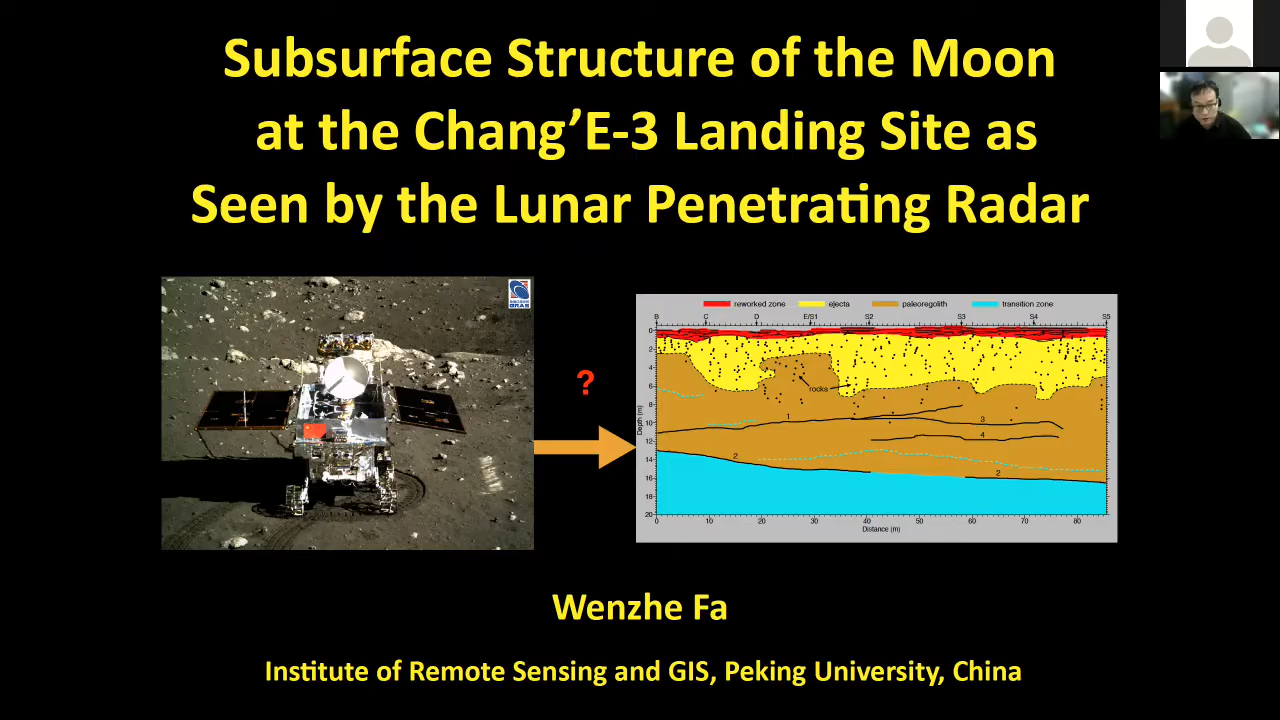 Subsurface Structure of the Moon
at the Chang’E-3 Landing Site as
Seen by the Lunar Penetrating Radar
?
reworked zone ejecta paleoregolith transition zone
B C D E/S1 S2 S3 S4 S5
0
2
4
6
8
10
12
14
16
18
20
Depth (m)
rocks
1
3
4
2
2
0 10 20 30 40 50 60 70 80
Distance (m)
Wenzhe Fa
Institute of Remote Sensing and GIS, Peking University, China